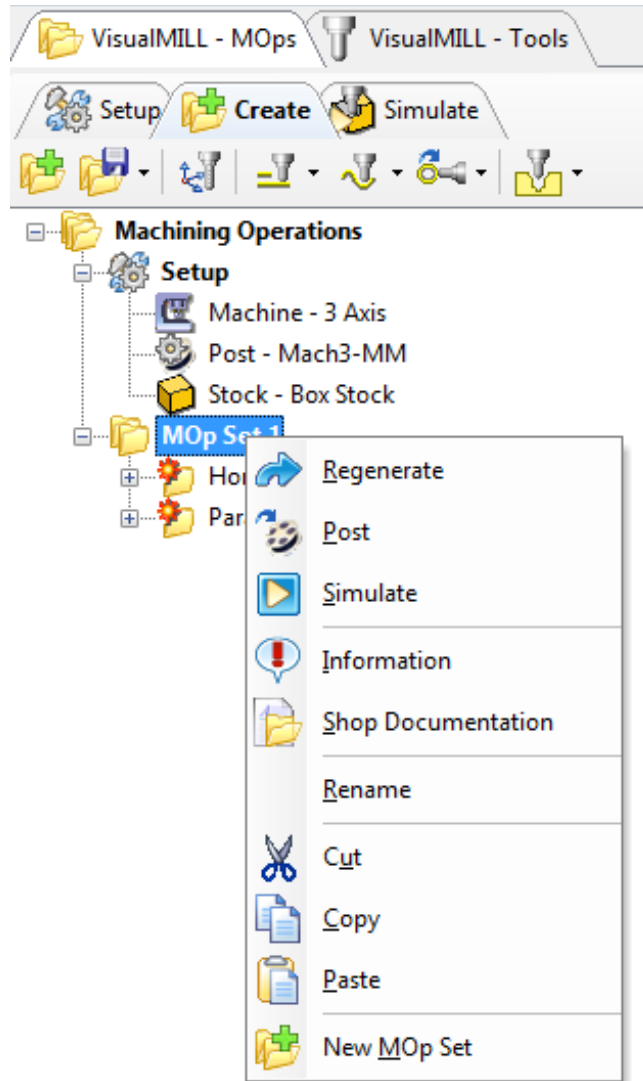 VisualMILL - MOps VisualMILL - Tools
Setup Create Simulate
Machining Operations
Setup
Machine - 3 Axis
Post - Mach3-MM
Stock - Box Stock
MOp Set 1
Regenerate
Post
Simulate
Information
Shop Documentation
Rename
Cut
Copy
Paste
New MOp Set